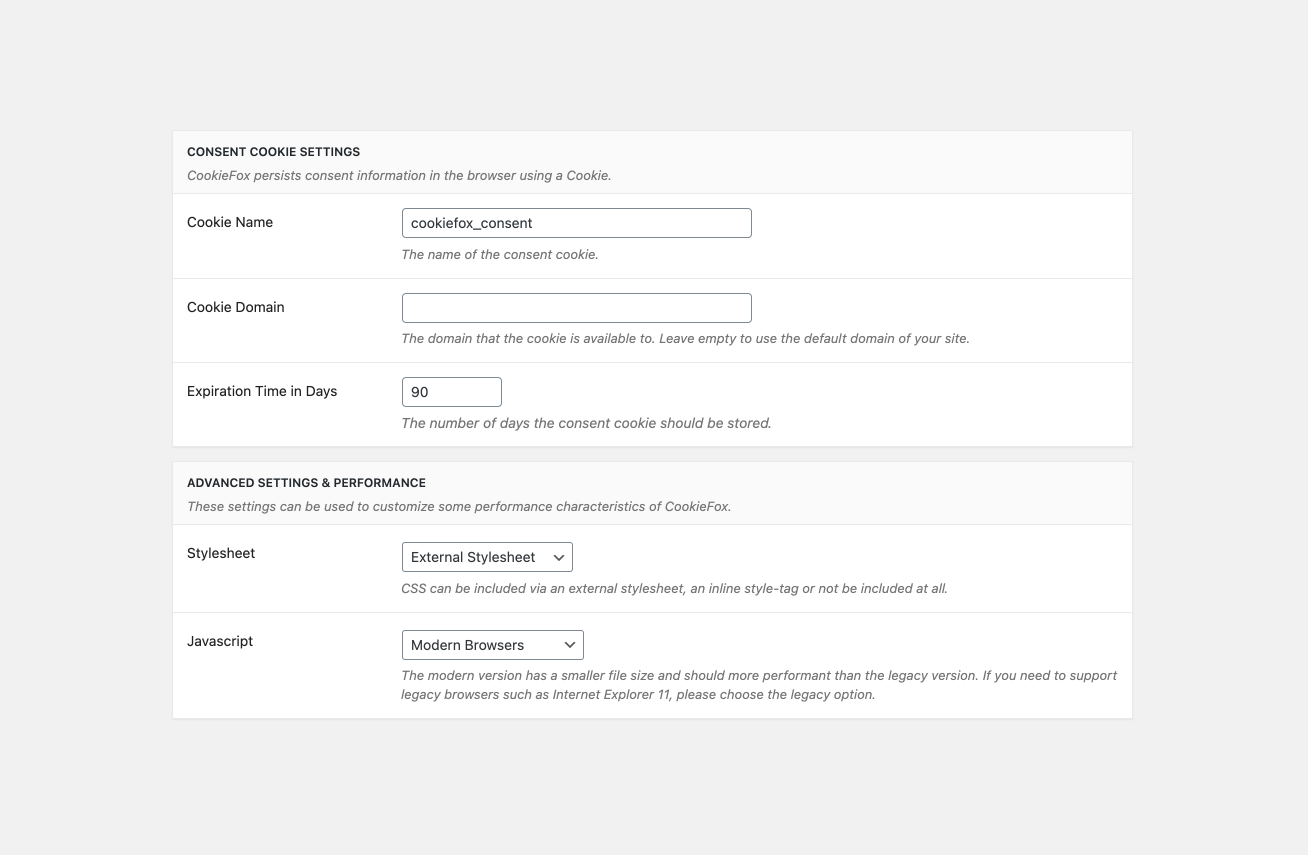 CONSENT COOKIE SETTINGS
CookieFox persists consent information in the browser using a Cookie.
Cookie Name
cookiefox_consent
The name of the consent cookie.
Cookie Domain
The domain that the cookie is available to. Leave empty to use the default domain of your site.
Expiration Time in Days
90
The number of days the consent cookie should be stored.
ADVANCED SETTINGS & PERFORMANCE
These settings can be used to customize some performance characteristics of CookieFox.
Stylesheet
External Stylesheet
CSS can be included via an external stylesheet, an inline style-tag or not be included at all.
Javascript
Modern Browsers
The modern version has a smaller file size and should more performant than the legacy version. If you need to support
legacy browsers such as Internet Explorer 11, please choose the legacy option.